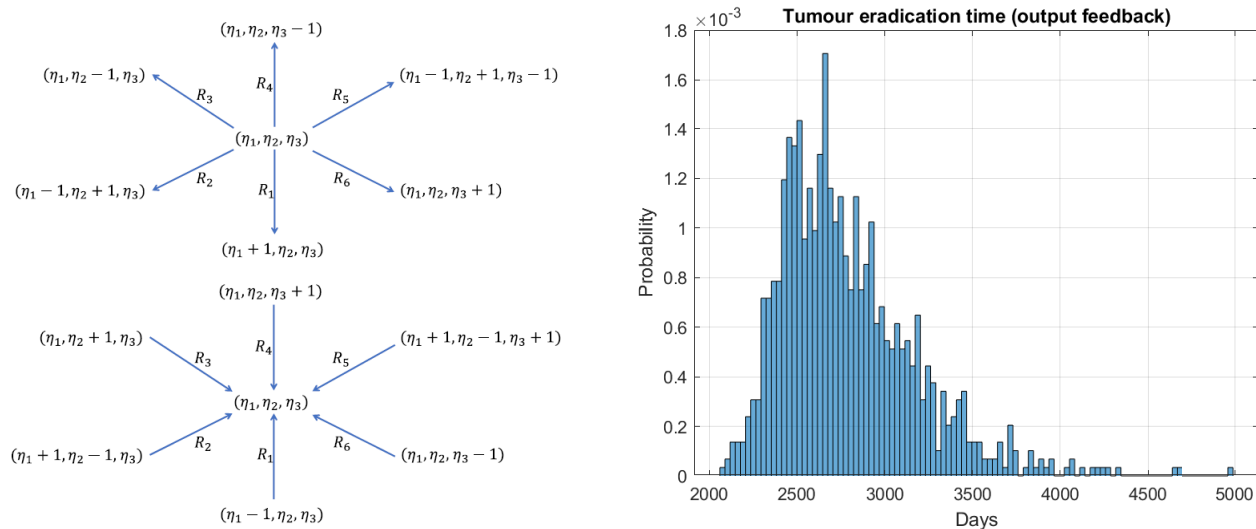 (η₁, η₂, η₃ − 1)
(η₁, η₂ − 1, η₃)
(η₁ − 1, η₂ + 1, η₃ − 1)
R₃
R₄
R₅
(η₁, η₂, η₃)
(η₁ − 1, η₂ + 1, η₃)
R₂
R₁
R₆
(η₁, η₂, η₃ + 1)
(η₁ + 1, η₂, η₃)
(η₁, η₂, η₃ + 1)
(η₁, η₂ + 1, η₃)
(η₁ + 1, η₂ − 1, η₃ + 1)
R₃
R₄
R₅
(η₁, η₂, η₃)
(η₁ + 1, η₂ − 1, η₃)
R₂
R₁
R₆
(η₁, η₂, η₃ − 1)
(η₁ − 1, η₂, η₃)
×10⁻³
Tumour eradication time (output feedback)
1.8
1.6
1.4
1.2
1
0.8
0.6
0.4
0.2
0
Probability
2000 2500 3000 3500 4000 4500 5000
Days